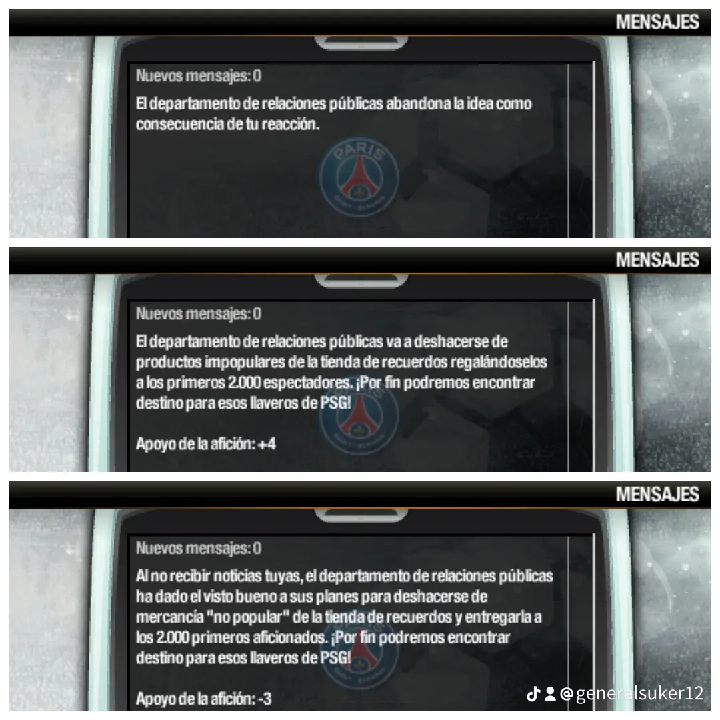 MENSAJES
Nuevos mensajes: 0
El departamento de relaciones públicas abandona la idea como
consecuencia de tu reacción.
PARIS
MENSAJES
Nuevos mensajes: 0
El departamento de relaciones públicas va a deshacerse de
productos impopulares de la tienda de recuerdos regalándoselos
a los primeros 2.000 espectadores. ¡Por fin podremos encontrar
destino para esos llaveros de PSG!
Apoyo de la afición: +4
MENSAJES
Nuevos mensajes: 0
Al no recibir noticias tuyas, el departamento de relaciones públicas
ha dado el visto bueno a sus planes para deshacerse de
mercancía "no popular" de la tienda de recuerdos y entregarla a
los 2.000 primeros aficionados. ¡Por fin podremos encontrar
destino para esos llaveros de PSG!
Apoyo de la afición: -3
@generalsuker12